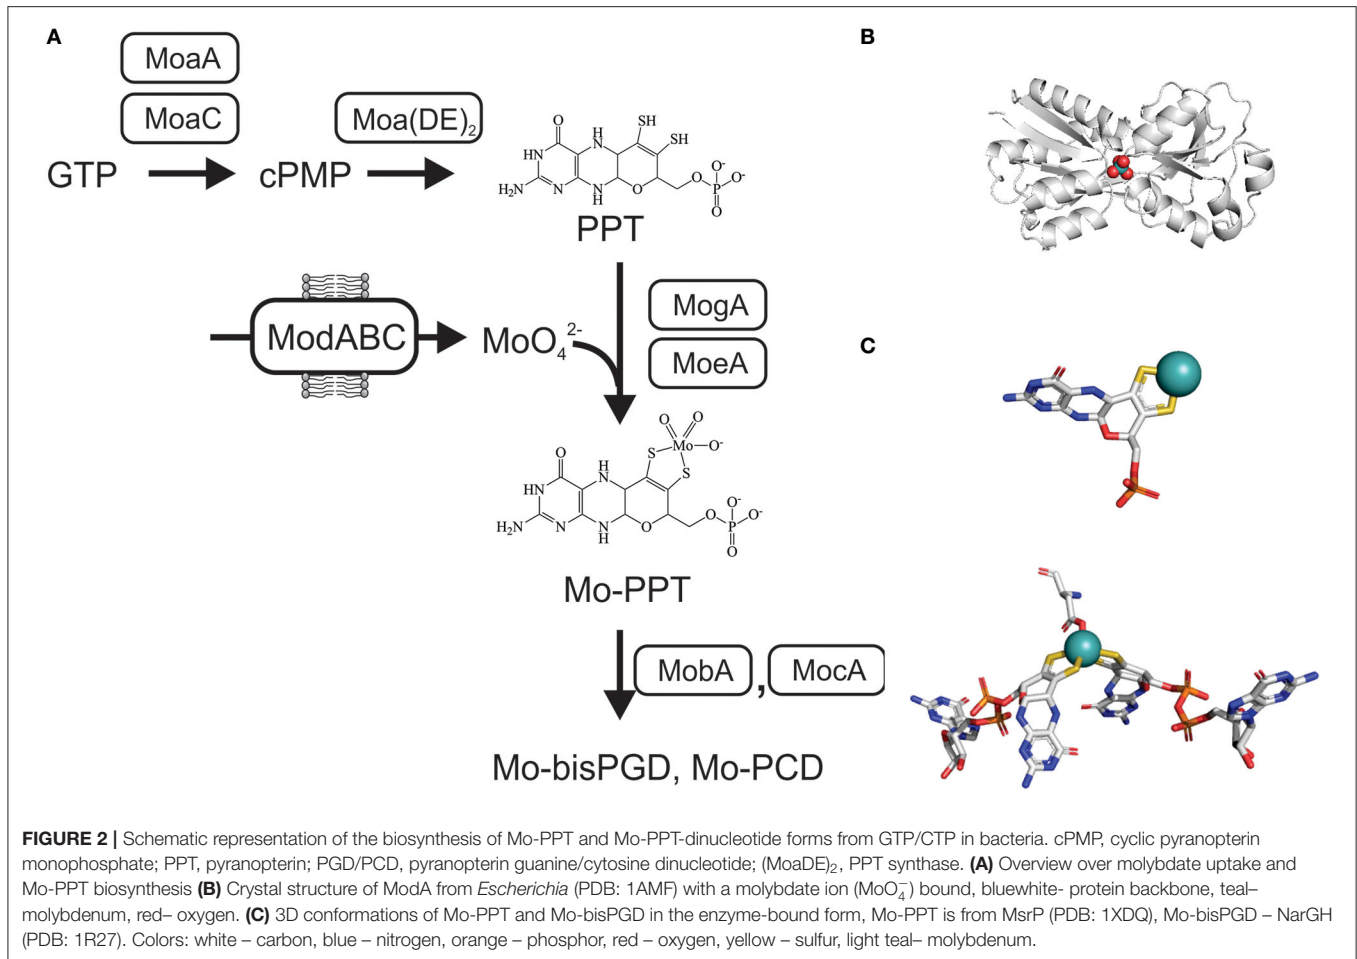 A
B
MoaA
MoaC
Moa(DE)₂
GTP
cPMP
O
H
N
SH
SH
HN
H₂N
N
N
H
O
O
P
O⁻
O⁻
O
PPT
ModABC
MoO₄²⁻
MogA
MoeA
C
O
O
Mo
O⁻
S
S
O
H
N
HN
H₂N
N
N
H
O
O
P
O⁻
O⁻
O
Mo-PPT
MobA , MocA
Mo-bisPGD, Mo-PCD
FIGURE 2 | Schematic representation of the biosynthesis of Mo-PPT and Mo-PPT-dinucleotide forms from GTP/CTP in bacteria. cPMP, cyclic pyranopterin
monophosphate; PPT, pyranopterin; PGD/PCD, pyranopterin guanine/cytosine dinucleotide; (MoaDE)₂, PPT synthase. (A) Overview over molybdate uptake and
Mo-PPT biosynthesis (B) Crystal structure of ModA from Escherichia (PDB: 1AMF) with a molybdate ion (MoO₄⁻) bound, bluewhite- protein backbone, teal–
molybdenum, red– oxygen. (C) 3D conformations of Mo-PPT and Mo-bisPGD in the enzyme-bound form, Mo-PPT is from MsrP (PDB: 1XDQ), Mo-bisPGD – NarGH
(PDB: 1R27). Colors: white – carbon, blue – nitrogen, orange – phosphor, red – oxygen, yellow – sulfur, light teal– molybdenum.